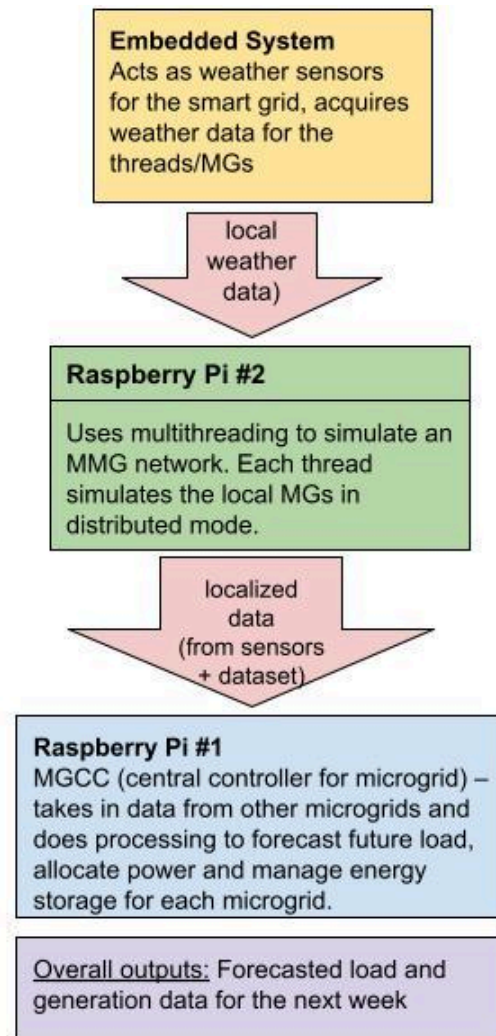 Embedded System
Acts as weather sensors
for the smart grid, acquires
weather data for the
threads/MGs
local
weather
data)
Raspberry Pi #2
Uses multithreading to simulate an
MMG network. Each thread
simulates the local MGs in
distributed mode.
localized
data
(from sensors
+ dataset)
Raspberry Pi #1
MGCC (central controller for microgrid) –
takes in data from other microgrids and
does processing to forecast future load,
allocate power and manage energy
storage for each microgrid.
Overall outputs: Forecasted load and
generation data for the next week